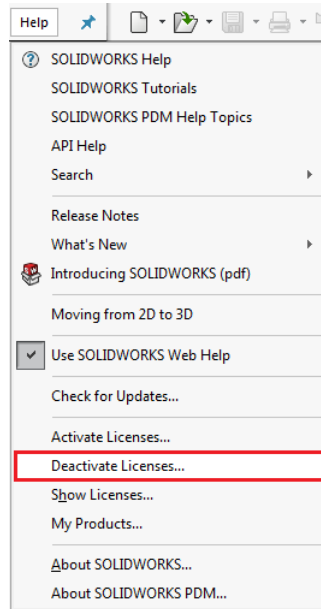 Help
SOLIDWORKS Help
SOLIDWORKS Tutorials
SOLIDWORKS PDM Help Topics
API Help
Search
Release Notes
What's New
Introducing SOLIDWORKS (pdf)
Moving from 2D to 3D
Use SOLIDWORKS Web Help
Check for Updates...
Activate Licenses...
Deactivate Licenses...
Show Licenses...
My Products...
About SOLIDWORKS...
About SOLIDWORKS PDM...